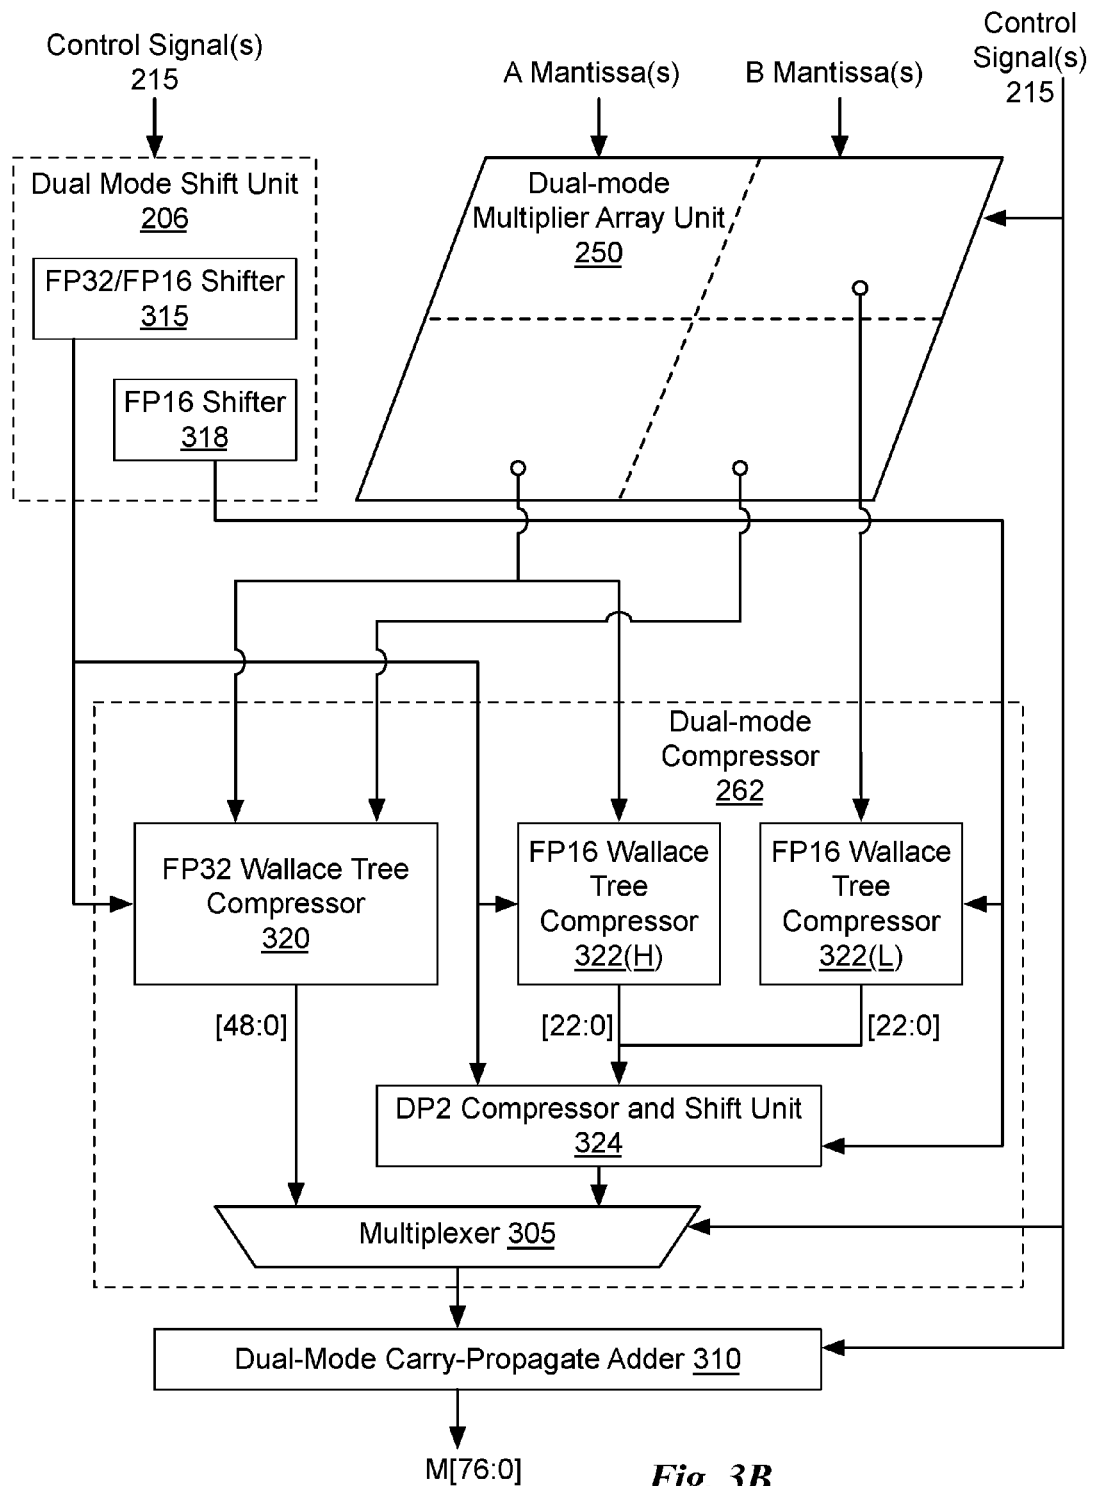 Control Signal(s)
215
A Mantissa(s)
B Mantissa(s)
Control
Signal(s)
215
Dual Mode Shift Unit
206
FP32/FP16 Shifter
315
FP16 Shifter
318
Dual-mode
Multiplier Array Unit
250
Dual-mode
Compressor
262
FP32 Wallace Tree
Compressor
320
FP16 Wallace
Tree
Compressor
322(H)
FP16 Wallace
Tree
Compressor
322(L)
[48:0]
[22:0]
[22:0]
DP2 Compressor and Shift Unit
324
Multiplexer 305
Dual-Mode Carry-Propagate Adder 310
M[76:0]
Fig. 3B